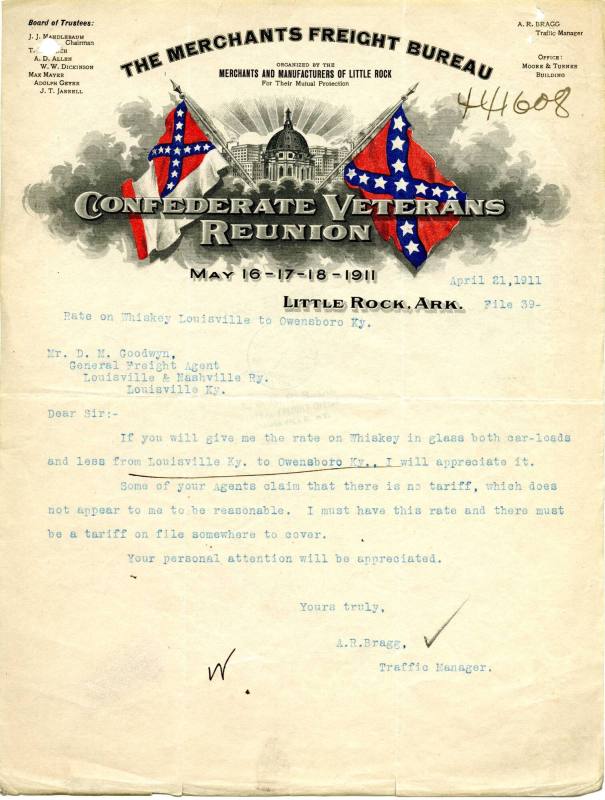 Board of Trustees:
J. J. Mandlebaum
Chairman
T.
A. D. Allen
W. W. Dickinson
Max Mayer
Adolph Geyer
J. T. Jarrell
A. R. Bragg
Traffic Manager
Office:
Moore & Turner
Building
THE MERCHANTS FREIGHT BUREAU
ORGANIZED BY THE
MERCHANTS AND MANUFACTURERS OF LITTLE ROCK
For Their Mutual Protection
441608
CONFEDERATE VETERANS
REUNION
MAY 16-17-18-1911
April 21,1911
LITTLE ROCK, ARK. File 39-
Rate on Whiskey Louisville to Owensboro Ky.
Mr. D. M. Goodwyn,
General Freight Agent
Louisville & Nashville Ry.
Louisville Ky.
Dear Sir:-
If you will give me the rate on Whiskey in glass both car-loads
and less from Louisville Ky. to Owensboro Ky., I will appreciate it.
Some of your Agents claim that there is no tariff, which does
not appear to me to be reasonable. I must have this rate and there must
be a tariff on file somewhere to cover.
Your personal attention will be appreciated.
Yours truly,
A.R.Bragg,
Traffic Manager.
W.